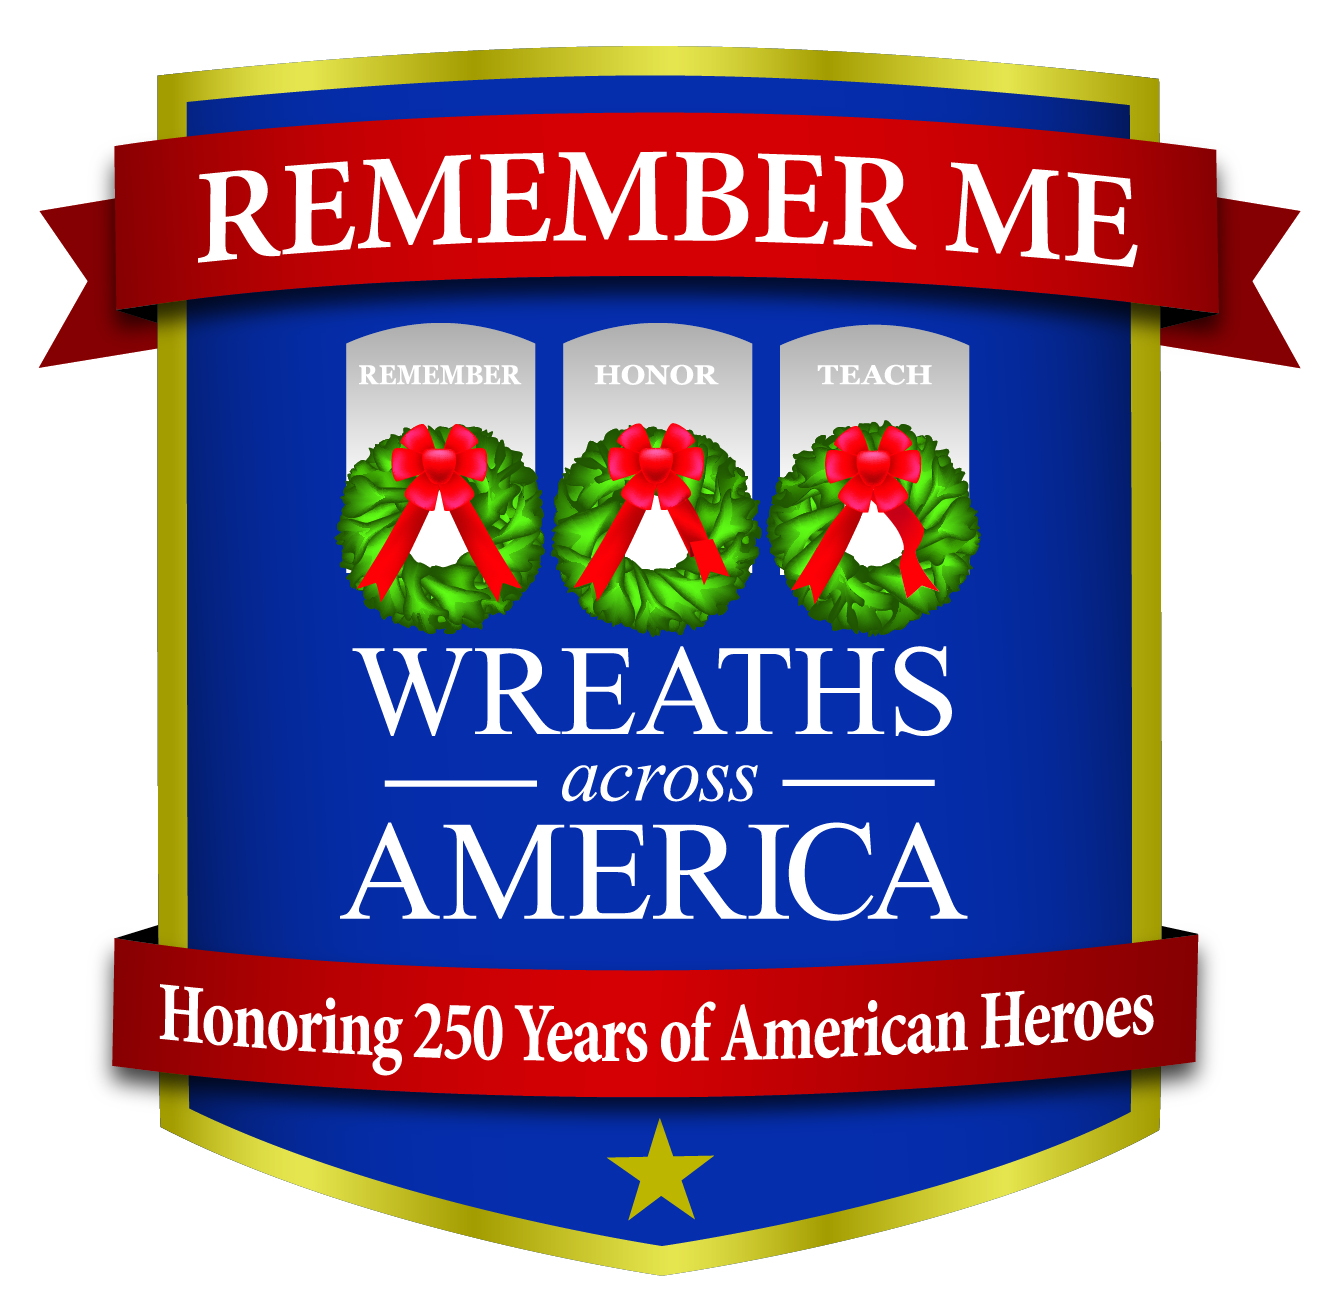 REMEMBER ME
REMEMBER HONOR TEACH
WREATHS
across
AMERICA
Honoring 250 Years of American Heroes